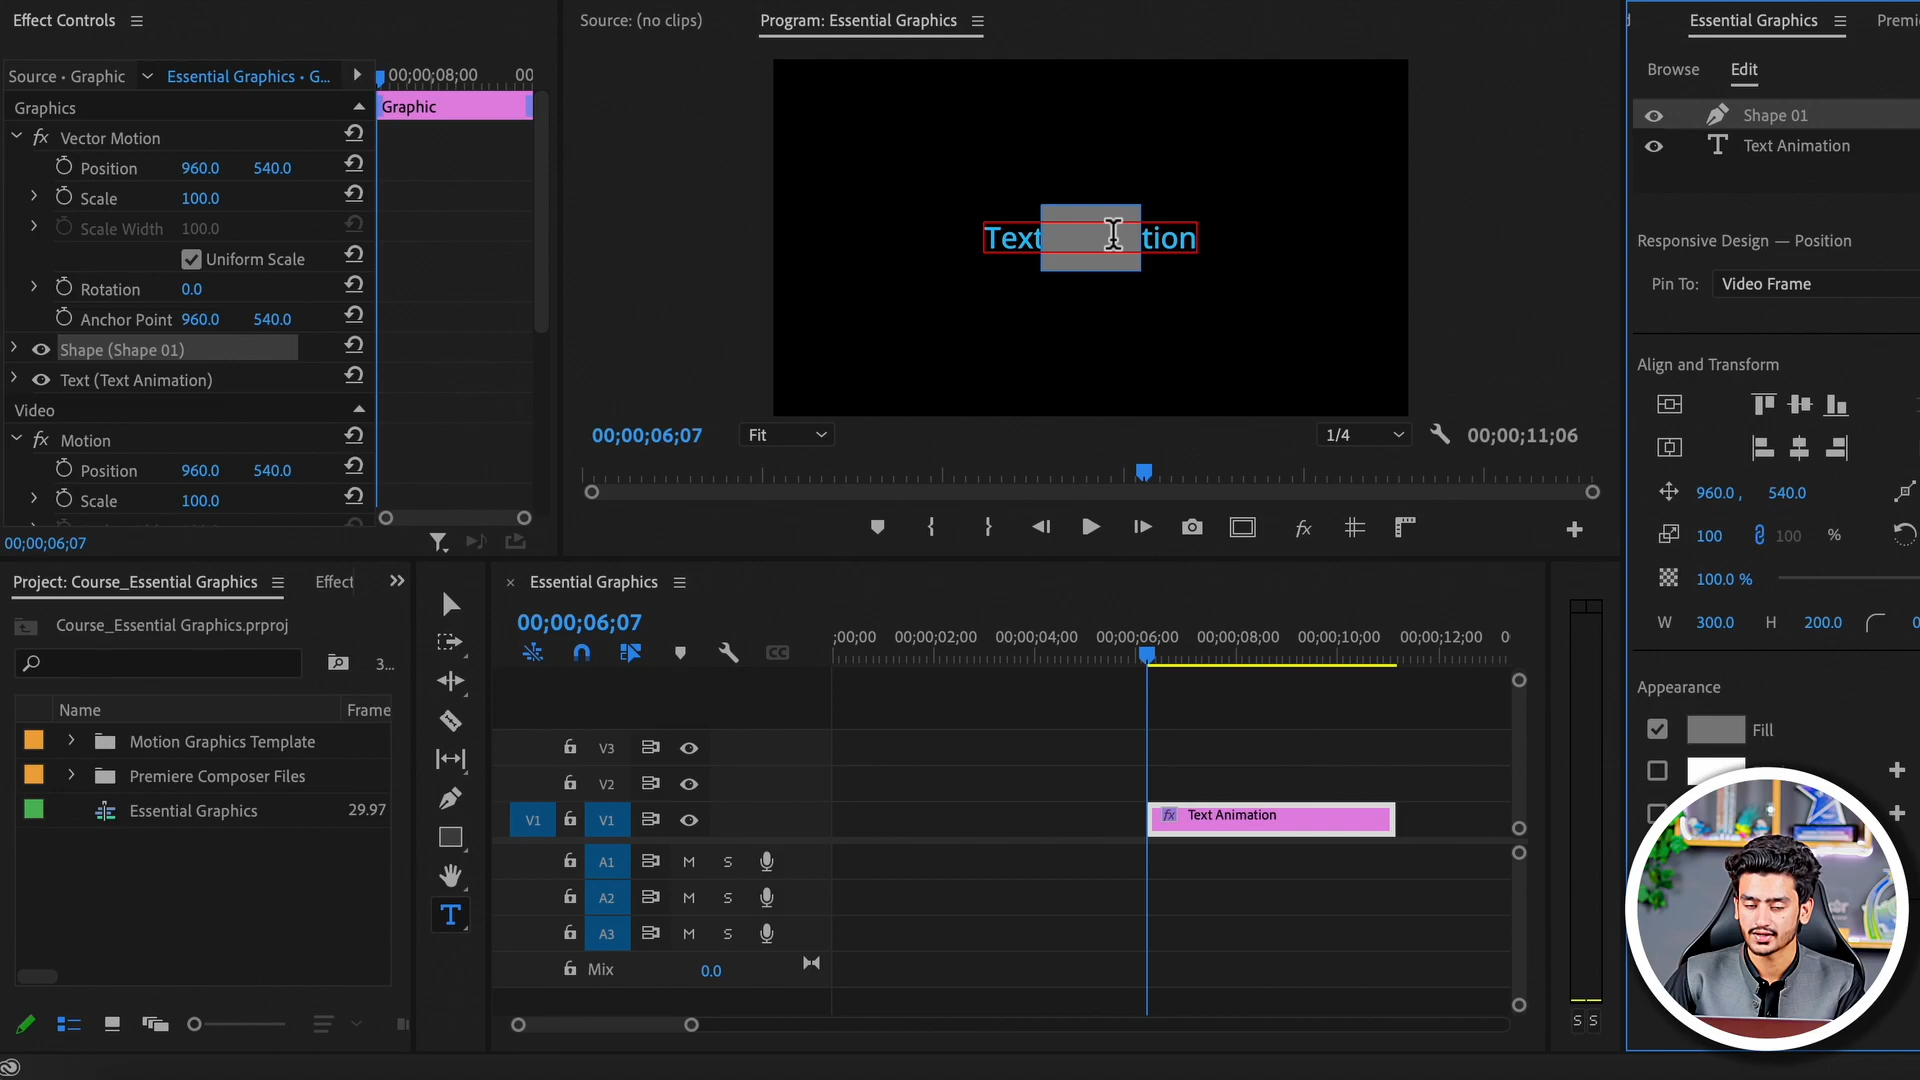 Effect Controls
Source • Graphic
Essential Graphics • G...
00;00;08;00
00
Graphics
Graphic
fx Vector Motion
Position 960.0 540.0
Scale 100.0
Scale Width 100.0
Uniform Scale
Rotation 0.0
Anchor Point 960.0 540.0
Shape (Shape 01)
Text (Text Animation)
Video
fx Motion
Position 960.0 540.0
Scale 100.0
00;00;06;07
Source: (no clips)
Program: Essential Graphics
Text tion
00;00;06;07
Fit
1/4
00;00;11;06
fx
Essential Graphics
Premi
Browse
Edit
Shape 01
T Text Animation
Responsive Design — Position
Pin To: Video Frame
Align and Transform
960.0 , 540.0
100 100 %
100.0 %
W 300.0 H 200.0 0
Appearance
Fill
Project: Course_Essential Graphics
Effect
Course_Essential Graphics.prproj
3...
Name
Frame
Motion Graphics Template
Premiere Composer Files
Essential Graphics 29.97
T
Essential Graphics
00;00;06;07
CC
;00;00 00;00;02;00 00;00;04;00 00;00;06;00 00;00;08;00 00;00;10;00 00;00;12;00 0
V3
V2
V1 V1
fx Text Animation
A1 M S
A2 M S
A3 M S
Mix 0.0
S S